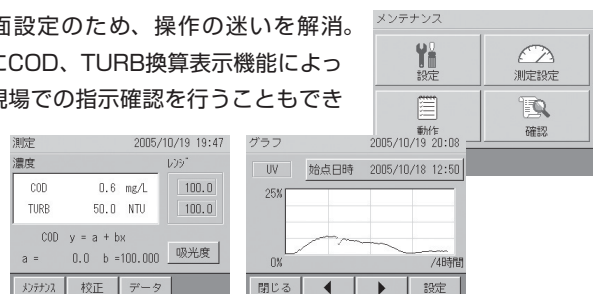 面設定のため、操作の迷いを解消。
COD、TURB換算表示機能によっ
現場での指示確認を行うこともでき
メンテナンス
設定
測定設定
動作
確認
測定 2005/10/19 19:47
濃度 レンジ
COD 0.6 mg/L 100.0
TURB 50.0 NTU 100.0
COD y = a + bx
a = 0.0 b =100.000 吸光度
メンテナンス 校正 データ
グラフ 2005/10/19 20:08
UV 始点日時 2005/10/18 12:50
25%
0% /48時間
閉じる ◀ ▶ 設定